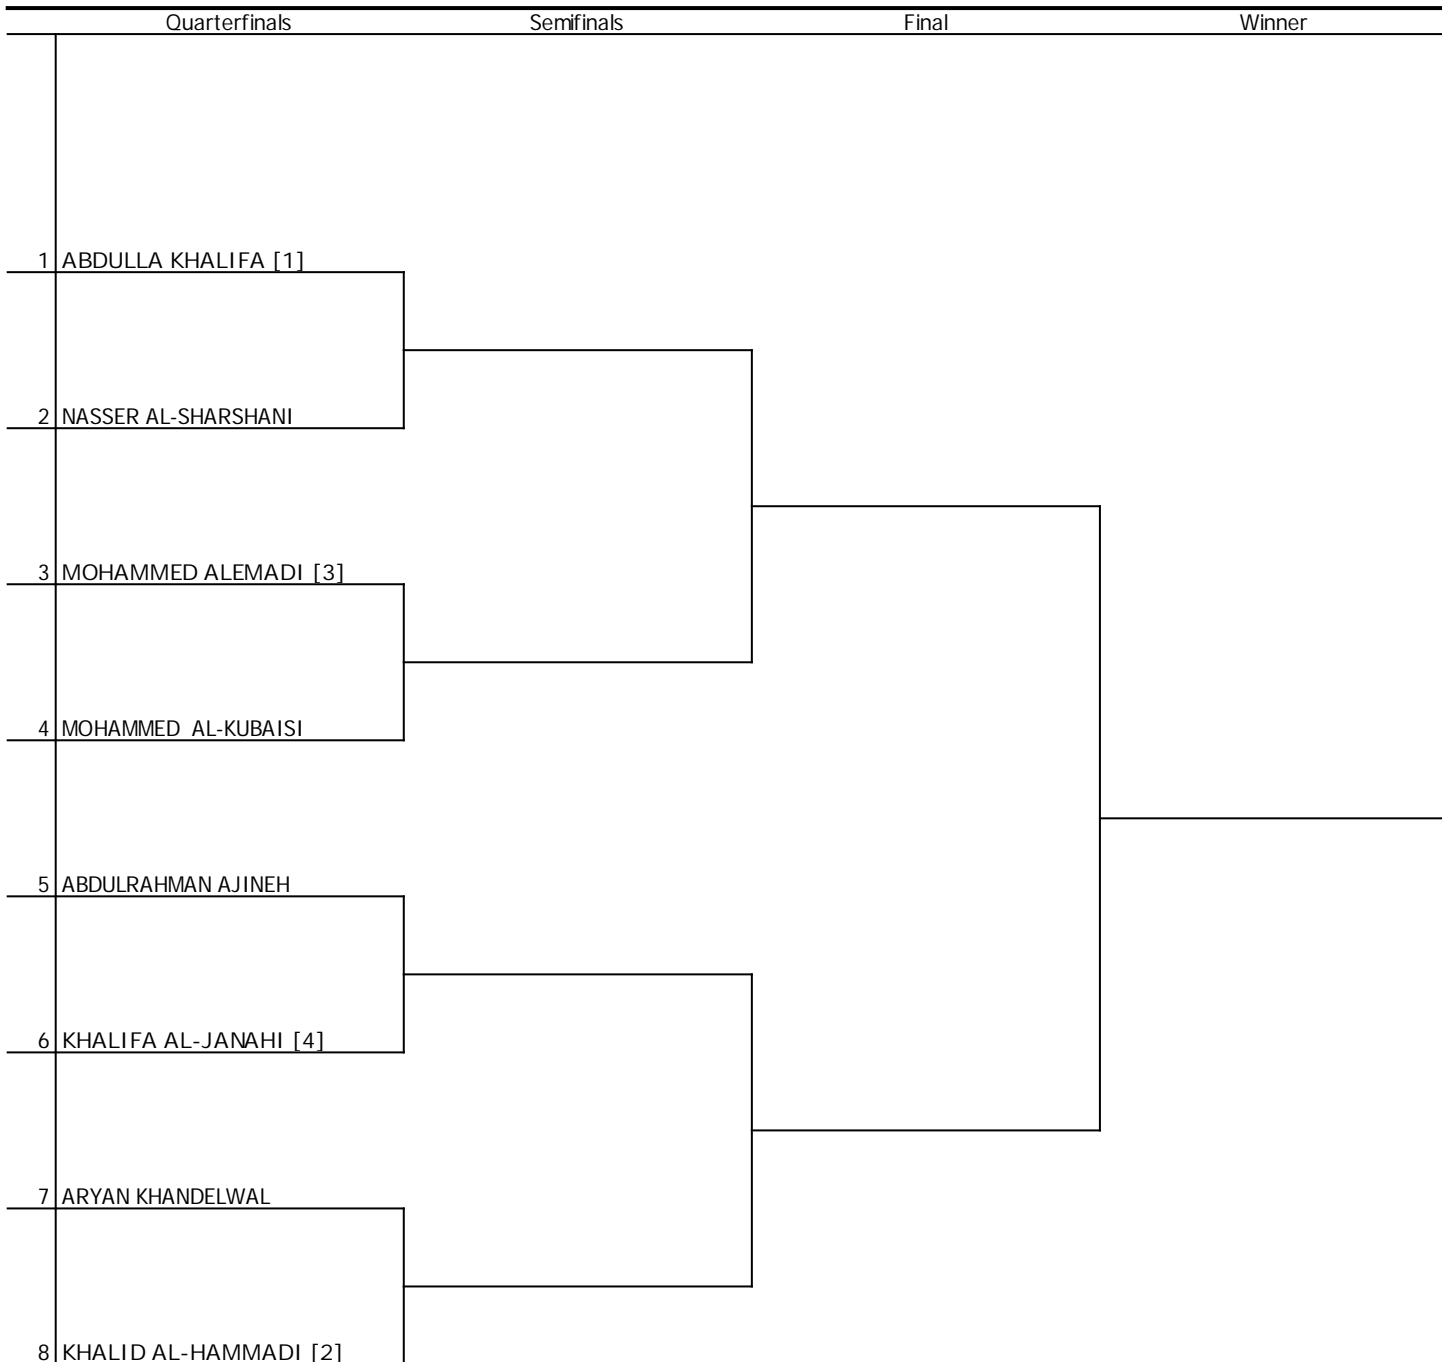 Quarterfinals Semifinals Final Winner
1 ABDULLA KHALIFA [1]
2 NASSER AL-SHARSHANI
3 MOHAMMED ALEMADI [3]
4 MOHAMMED AL-KUBAISI
5 ABDULRAHMAN AJINEH
6 KHALIFA AL-JANAHI [4]
7 ARYAN KHANDELWAL
8 KHALID AL-HAMMADI [2]